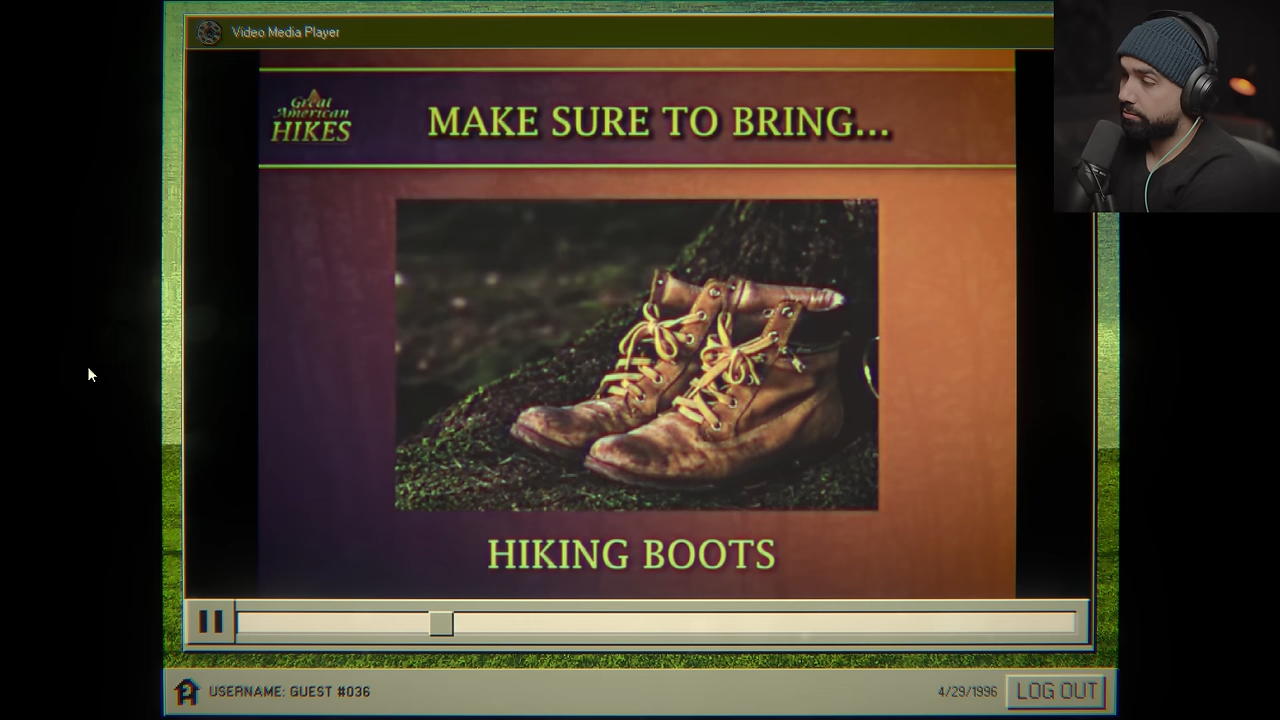 Video Media Player
Great
American
HIKES
MAKE SURE TO BRING...
HIKING BOOTS
USERNAME: GUEST #036
4/29/1996
LOG OUT